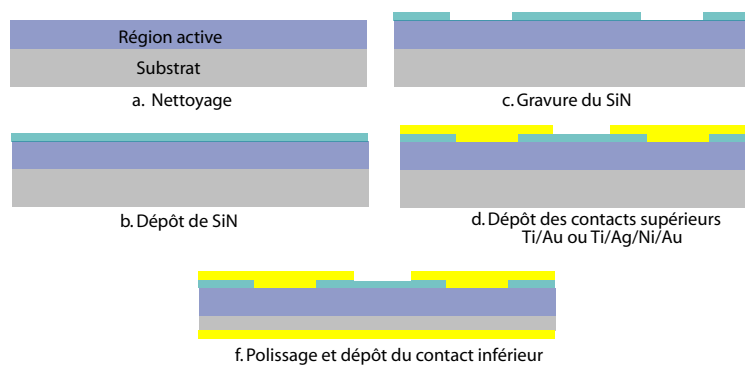 Région active
Substrat
a. Nettoyage
b. Dépôt de SiN
c. Gravure du SiN
d. Dépôt des contacts supérieurs
Ti/Au ou Ti/Ag/Ni/Au
f. Polissage et dépôt du contact inférieur